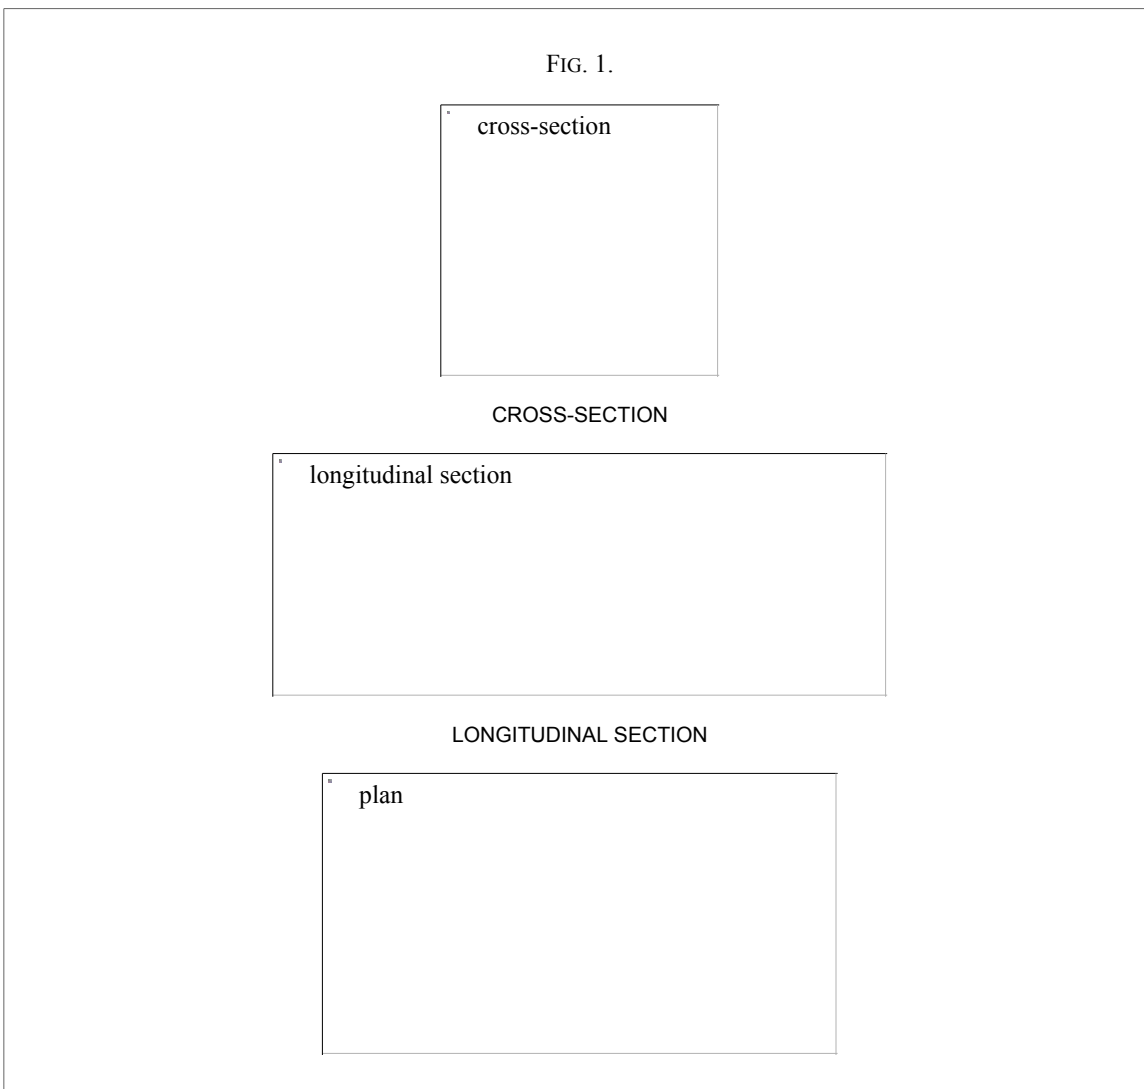 FIG. 1.
cross-section
CROSS-SECTION
longitudinal section
LONGITUDINAL SECTION
plan